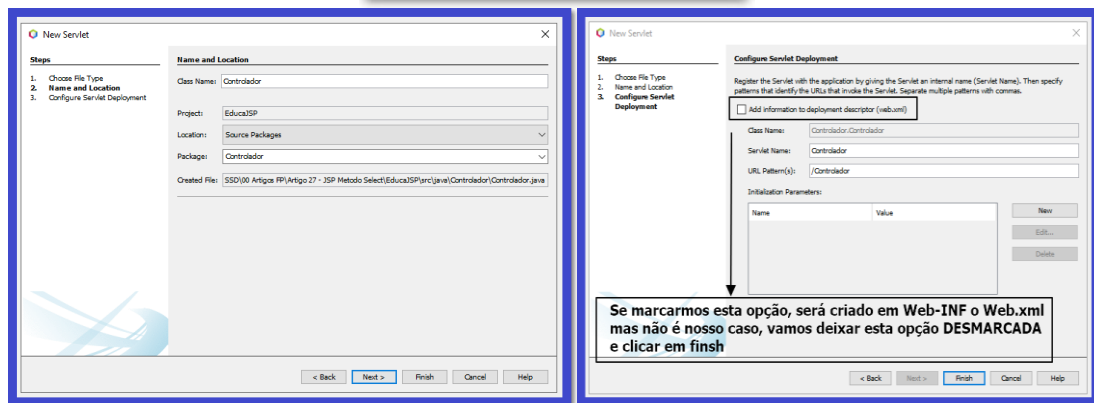 New Servlet
Steps
1. Choose File Type
2. Name and Location
3. Configure Servlet Deployment
Name and Location
Class Name: Controlador
Project: EducaJSP
Location: Source Packages
Package: Controlador
Created File: SSD\00 Artigos FP\Artigo 27 - JSP Metodo Select\EducaJSP\src\java\Controlador\Controlador.java
< Back Next > Finish Cancel Help
New Servlet
Steps
1. Choose File Type
2. Name and Location
3. Configure Servlet
Deployment
Configure Servlet Deployment
Register the Servlet with the application by giving the Servlet an internal name (Servlet Name). Then specify
patterns that identify the URLs that invoke the Servlet. Separate multiple patterns with commas.
Add information to deployment descriptor (web.xml)
Class Name: Controlador.Controlador
Servlet Name: Controlador
URL Pattern(s): /Controlador
Initialization Parameters:
Name Value
New
Edit...
Delete
Se marcarmos esta opção, será criado em Web-INF o Web.xml
mas não é nosso caso, vamos deixar esta opção DESMARCADA
e clicar em finsh
< Back Next > Finish Cancel Help